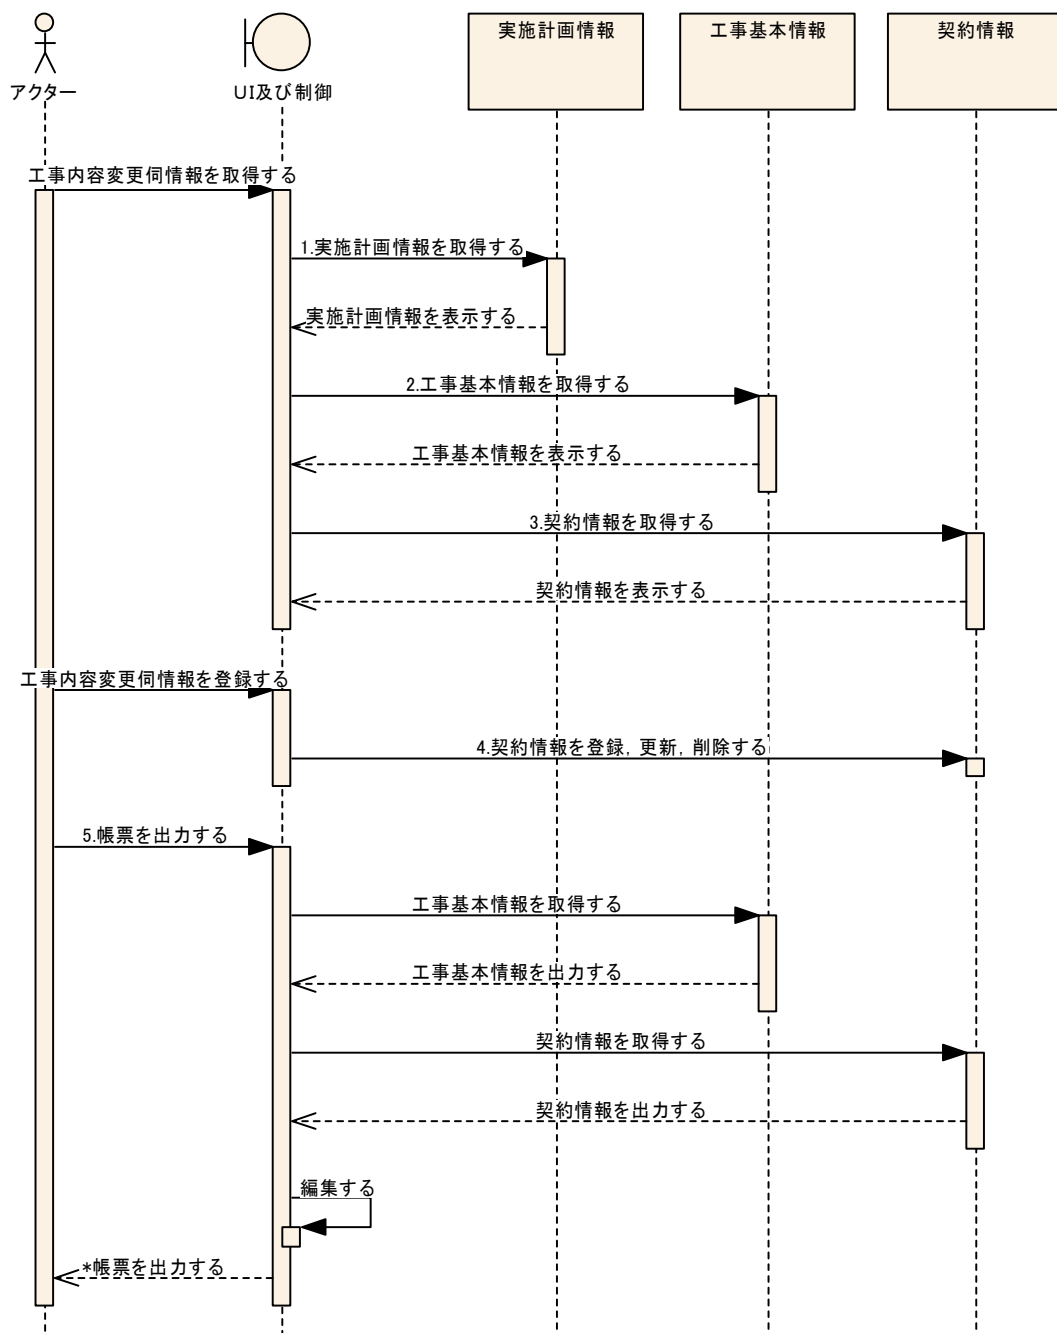 実施計画情報
工事基本情報
契約情報
アクター
UI及び制御
工事内容変更伺情報を取得する
1.実施計画情報を取得する
実施計画情報を表示する
2.工事基本情報を取得する
工事基本情報を表示する
3.契約情報を取得する
契約情報を表示する
工事内容変更伺情報を登録する
4.契約情報を登録, 更新, 削除する
5.帳票を出力する
工事基本情報を取得する
工事基本情報を出力する
契約情報を取得する
契約情報を出力する
編集する
*帳票を出力する